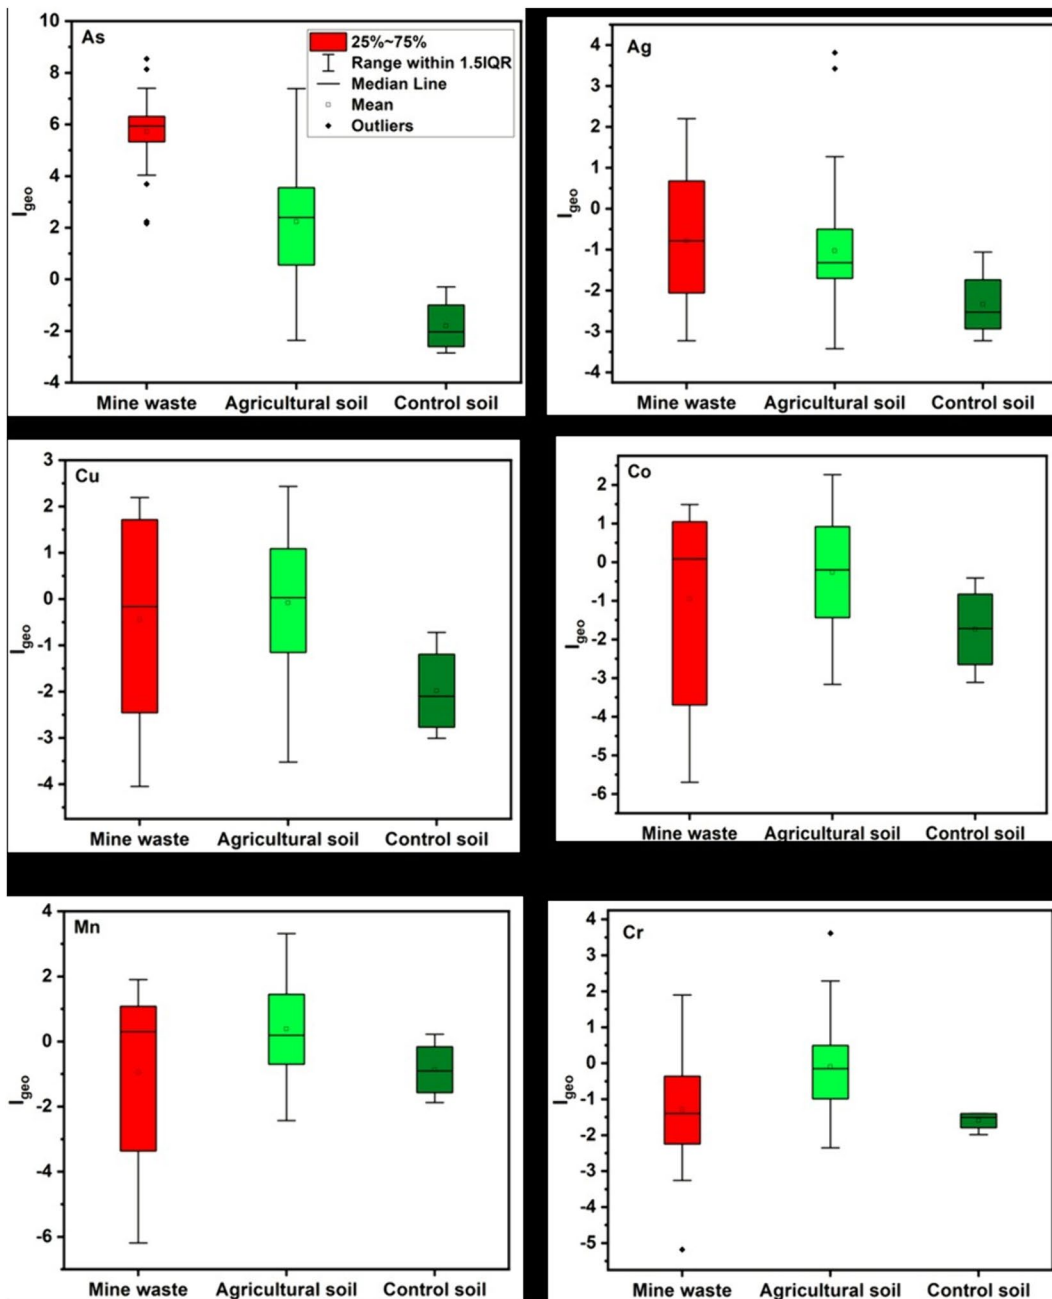 As
25%~75%
Range within 1.5IQR
Median Line
Mean
Outliers
10
8
6
4
2
0
-2
-4
Igeo
Mine waste Agricultural soil Control soil
Ag
4
3
2
1
0
-1
-2
-3
-4
Igeo
Mine waste Agricultural soil Control soil
Cu
3
2
1
0
-1
-2
-3
-4
Igeo
Mine waste Agricultural soil Control soil
Co
2
1
0
-1
-2
-3
-4
-5
-6
Igeo
Mine waste Agricultural soil Control soil
Mn
4
2
0
-2
-4
-6
Igeo
Mine waste Agricultural soil Control soil
Cr
4
3
2
1
0
-1
-2
-3
-4
-5
Igeo
Mine waste Agricultural soil Control soil